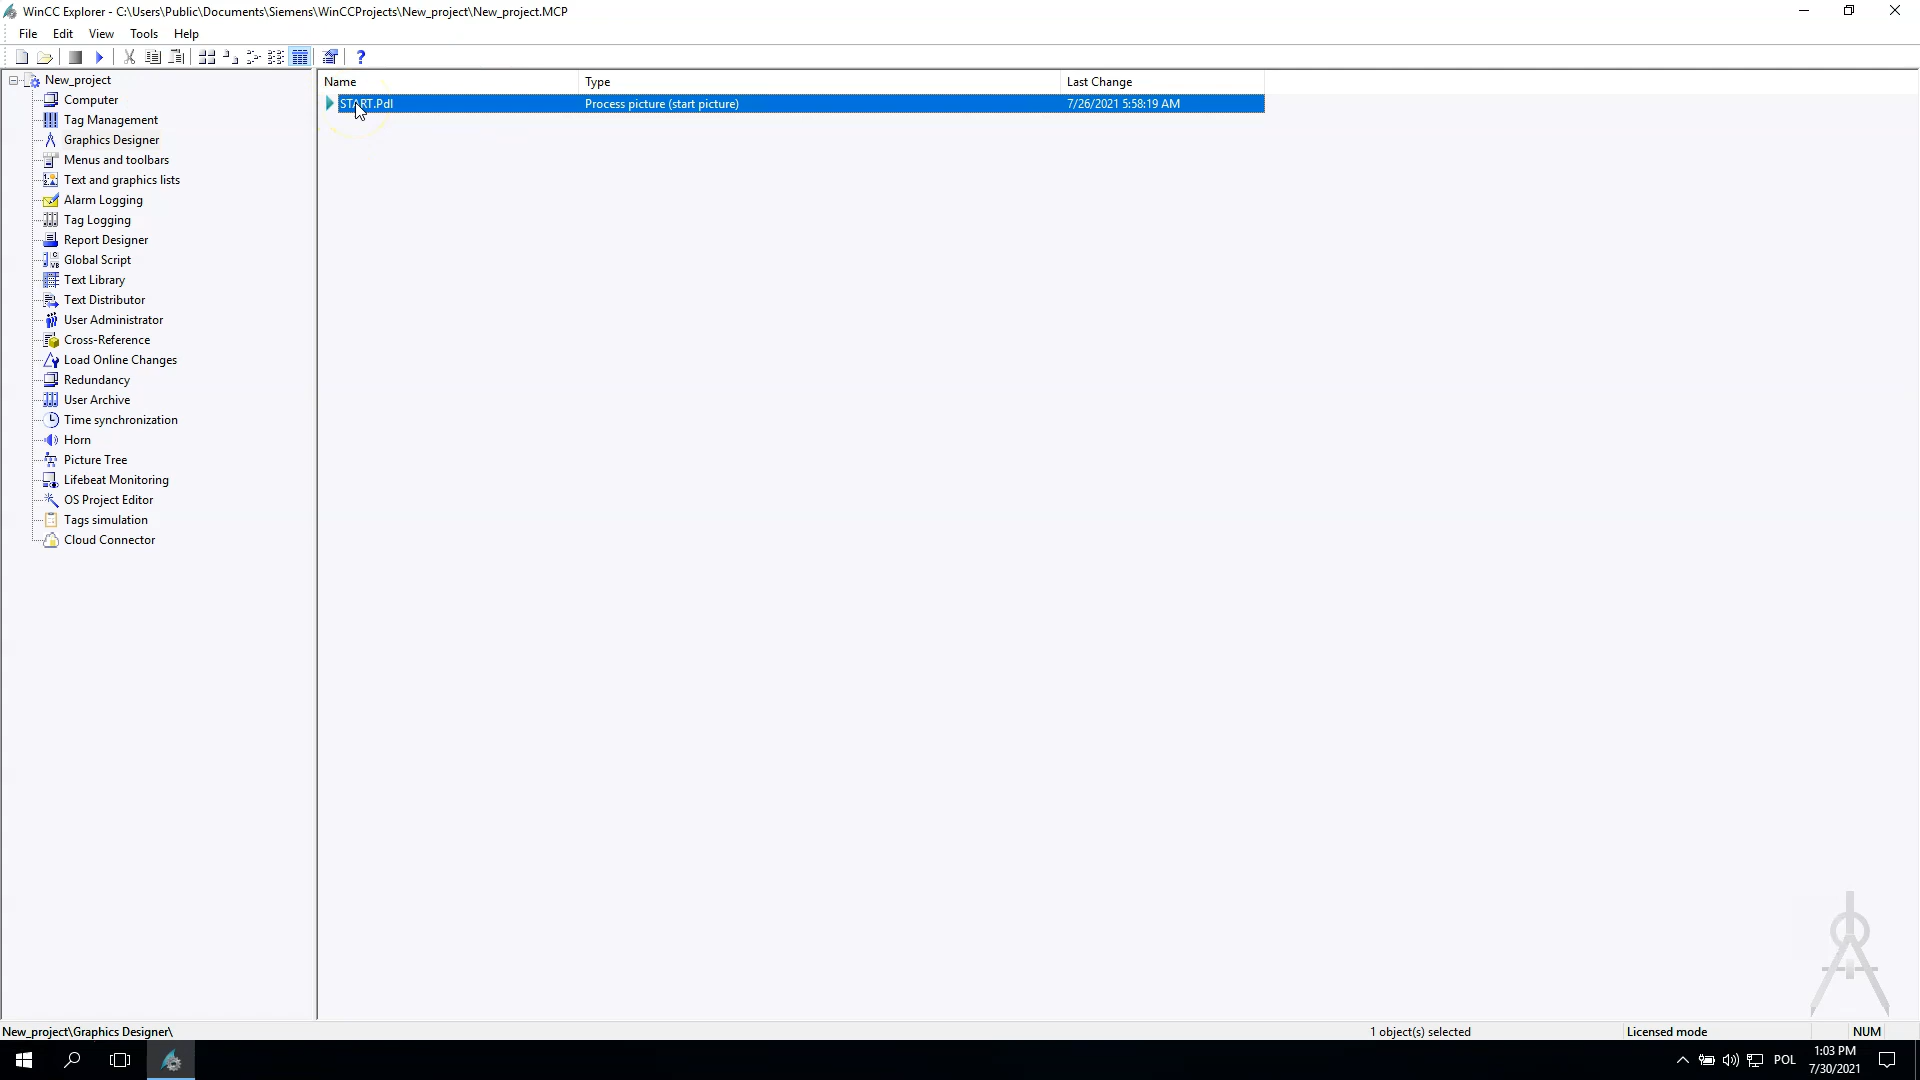 WinCC Explorer - C:\Users\Public\Documents\Siemens\WinCCProjects\New_project\New_project.MCP
File Edit View Tools Help
New_project
Computer
Tag Management
Graphics Designer
Menus and toolbars
Text and graphics lists
Alarm Logging
Tag Logging
Report Designer
Global Script
Text Library
Text Distributor
User Administrator
Cross-Reference
Load Online Changes
Redundancy
User Archive
Time synchronization
Horn
Picture Tree
Lifebeat Monitoring
OS Project Editor
Tags simulation
Cloud Connector
Name Type Last Change
START.Pdl Process picture (start picture) 7/26/2021 5:58:19 AM
New_project\Graphics Designer\ 1 object(s) selected Licensed mode NUM
POL 1:03 PM
7/30/2021